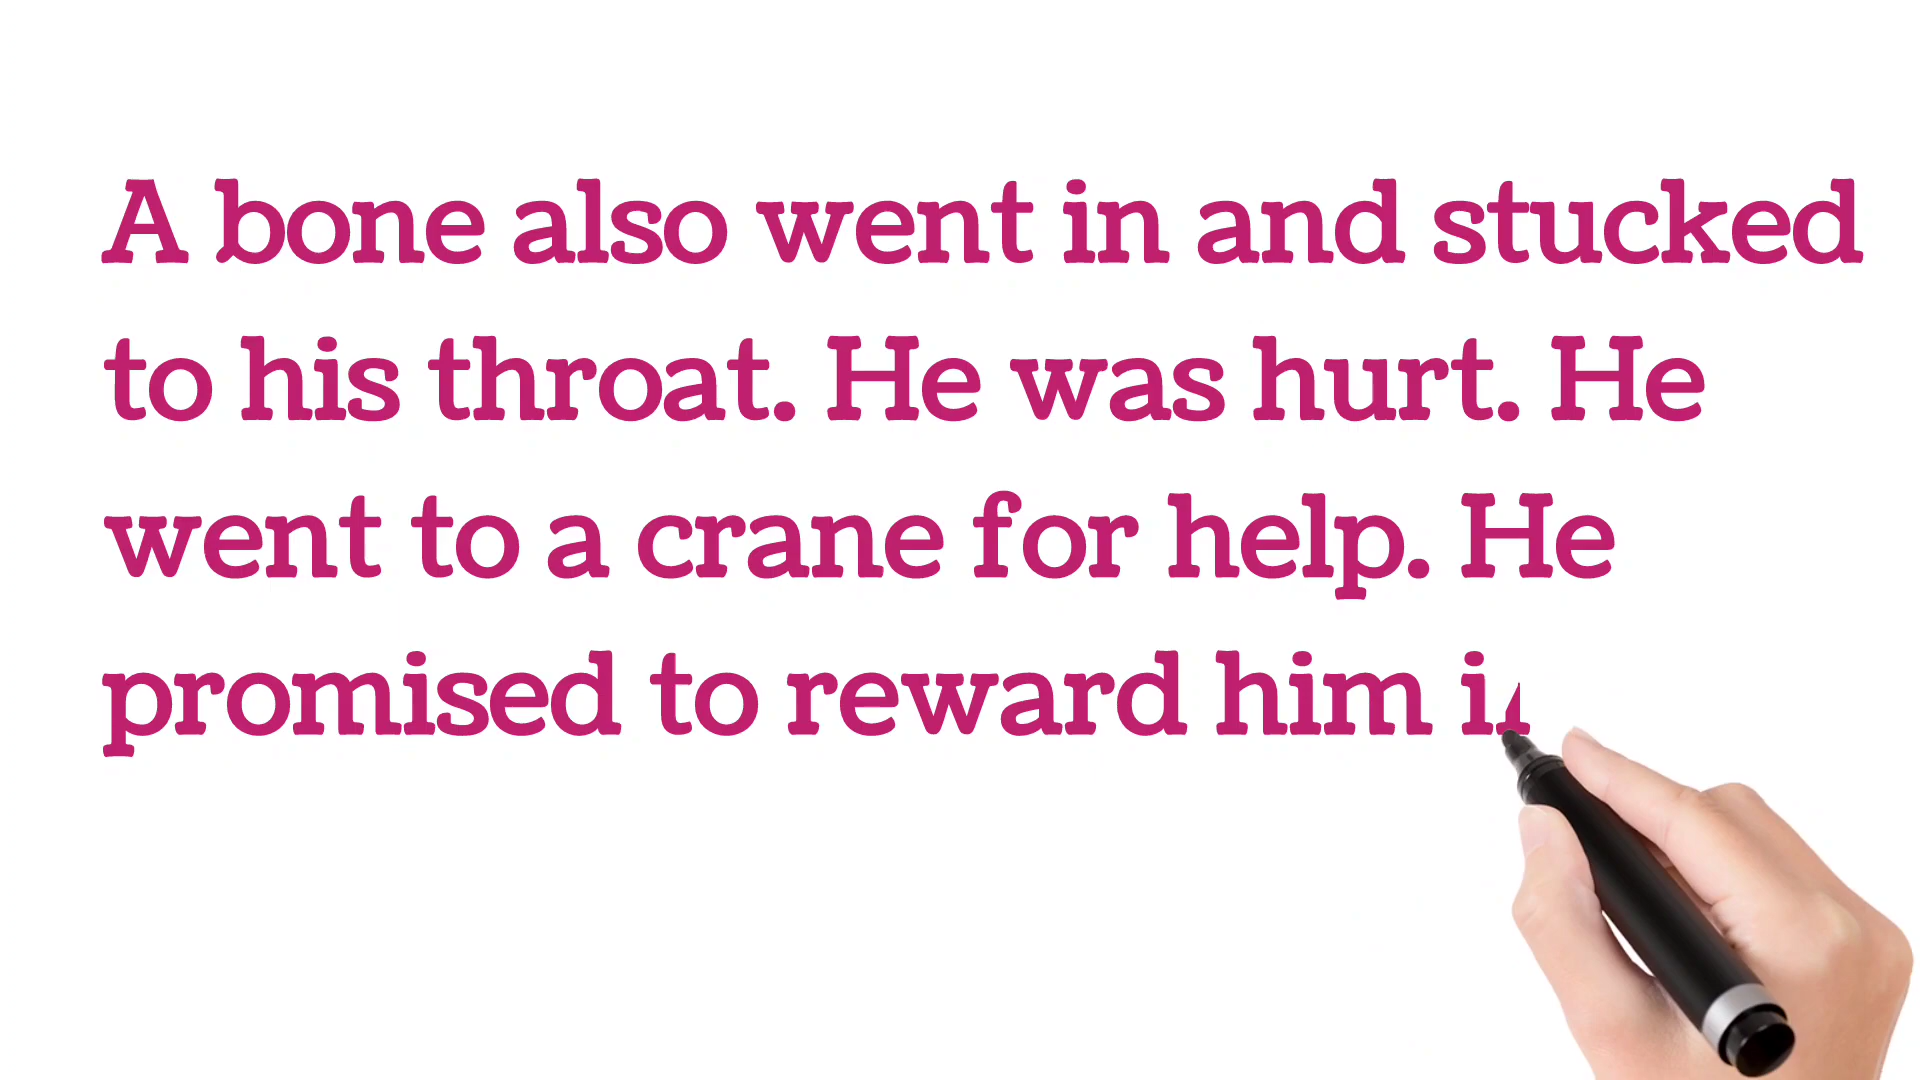 A bone also went in and stucked
to his throat. He was hurt. He
went to a crane for help. He
promised to reward him